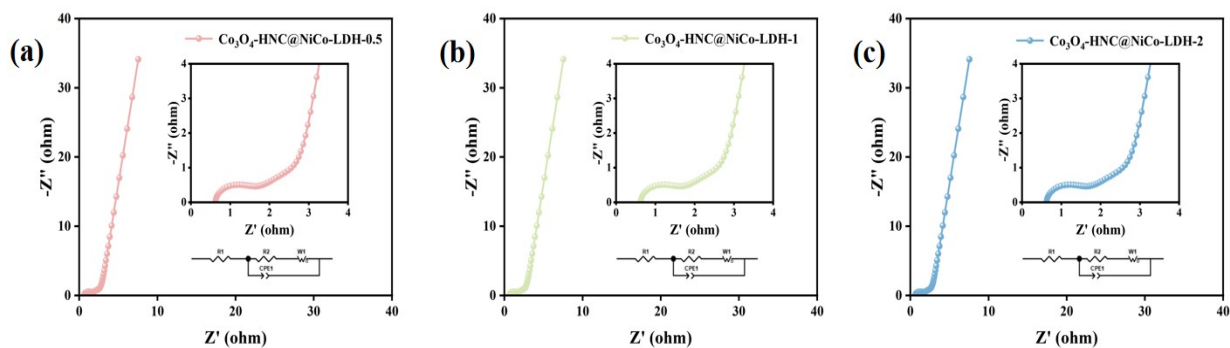 (a)
Co₃O₄-HNC@NiCo-LDH-0.5
-Z'' (ohm)
40
30
20
10
0
0 10 20 30 40
Z' (ohm)
-Z'' (ohm)
4
3
2
1
0
0 1 2 3 4
Z' (ohm)
R1 R2 W1
CPE1
(b)
Co₃O₄-HNC@NiCo-LDH-1
-Z'' (ohm)
40
30
20
10
0
0 10 20 30 40
Z' (ohm)
-Z'' (ohm)
4
3
2
1
0
0 1 2 3 4
Z' (ohm)
R1 R2 W1
CPE1
(c)
Co₃O₄-HNC@NiCo-LDH-2
-Z'' (ohm)
40
30
20
10
0
0 10 20 30 40
Z' (ohm)
-Z'' (ohm)
4
3
2
1
0
0 1 2 3 4
Z' (ohm)
R1 R2 W1
CPE1